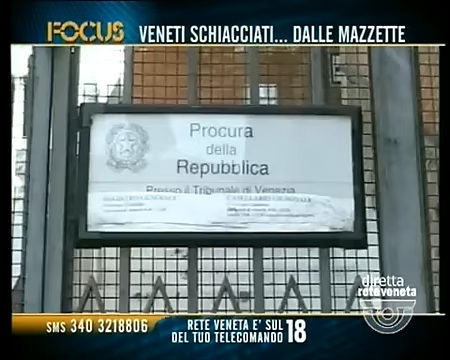 FOCUS VENETI SCHIACCIATI... DALLE MAZZETTE
Procura
della
Repubblica
Presso il Tribunale di Venezia
diretta
reteveneta
SMS 340 3218806
RETE VENETA E' SUL
DEL TUO TELECOMANDO 18